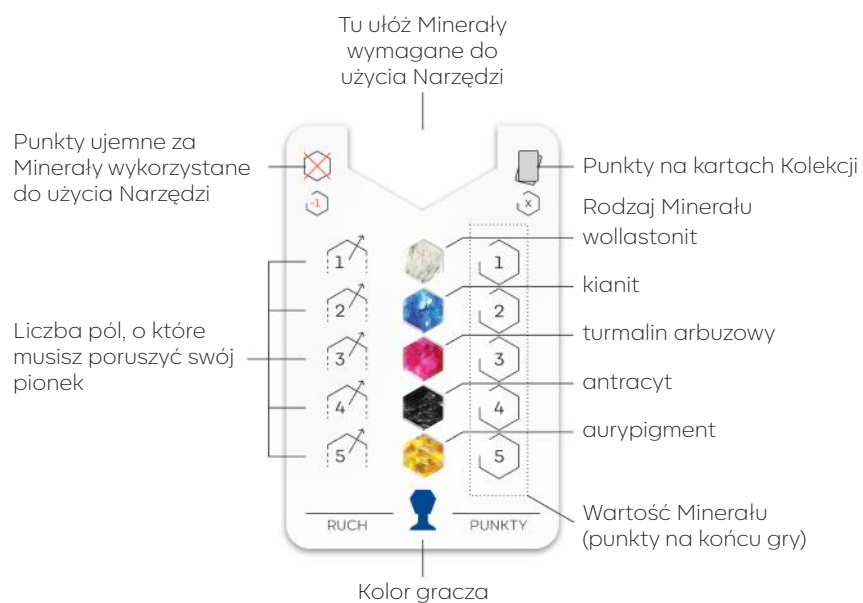 Tu ułóż Minerały
wymagane do
użycia Narzędzi
Punkty ujemne za
Minerały wykorzystane
do użycia Narzędzi
-1
Punkty na kartach Kolekcji
x
Rodzaj Minerału
wollastonit
kianit
turmalin arbuzowy
antracyt
aurypigment
Liczba pól, o które
musisz poruszyć swój
pionek
1 1
2 2
3 3
4 4
5 5
RUCH PUNKTY
Wartość Minerału
(punkty na końcu gry)
Kolor gracza